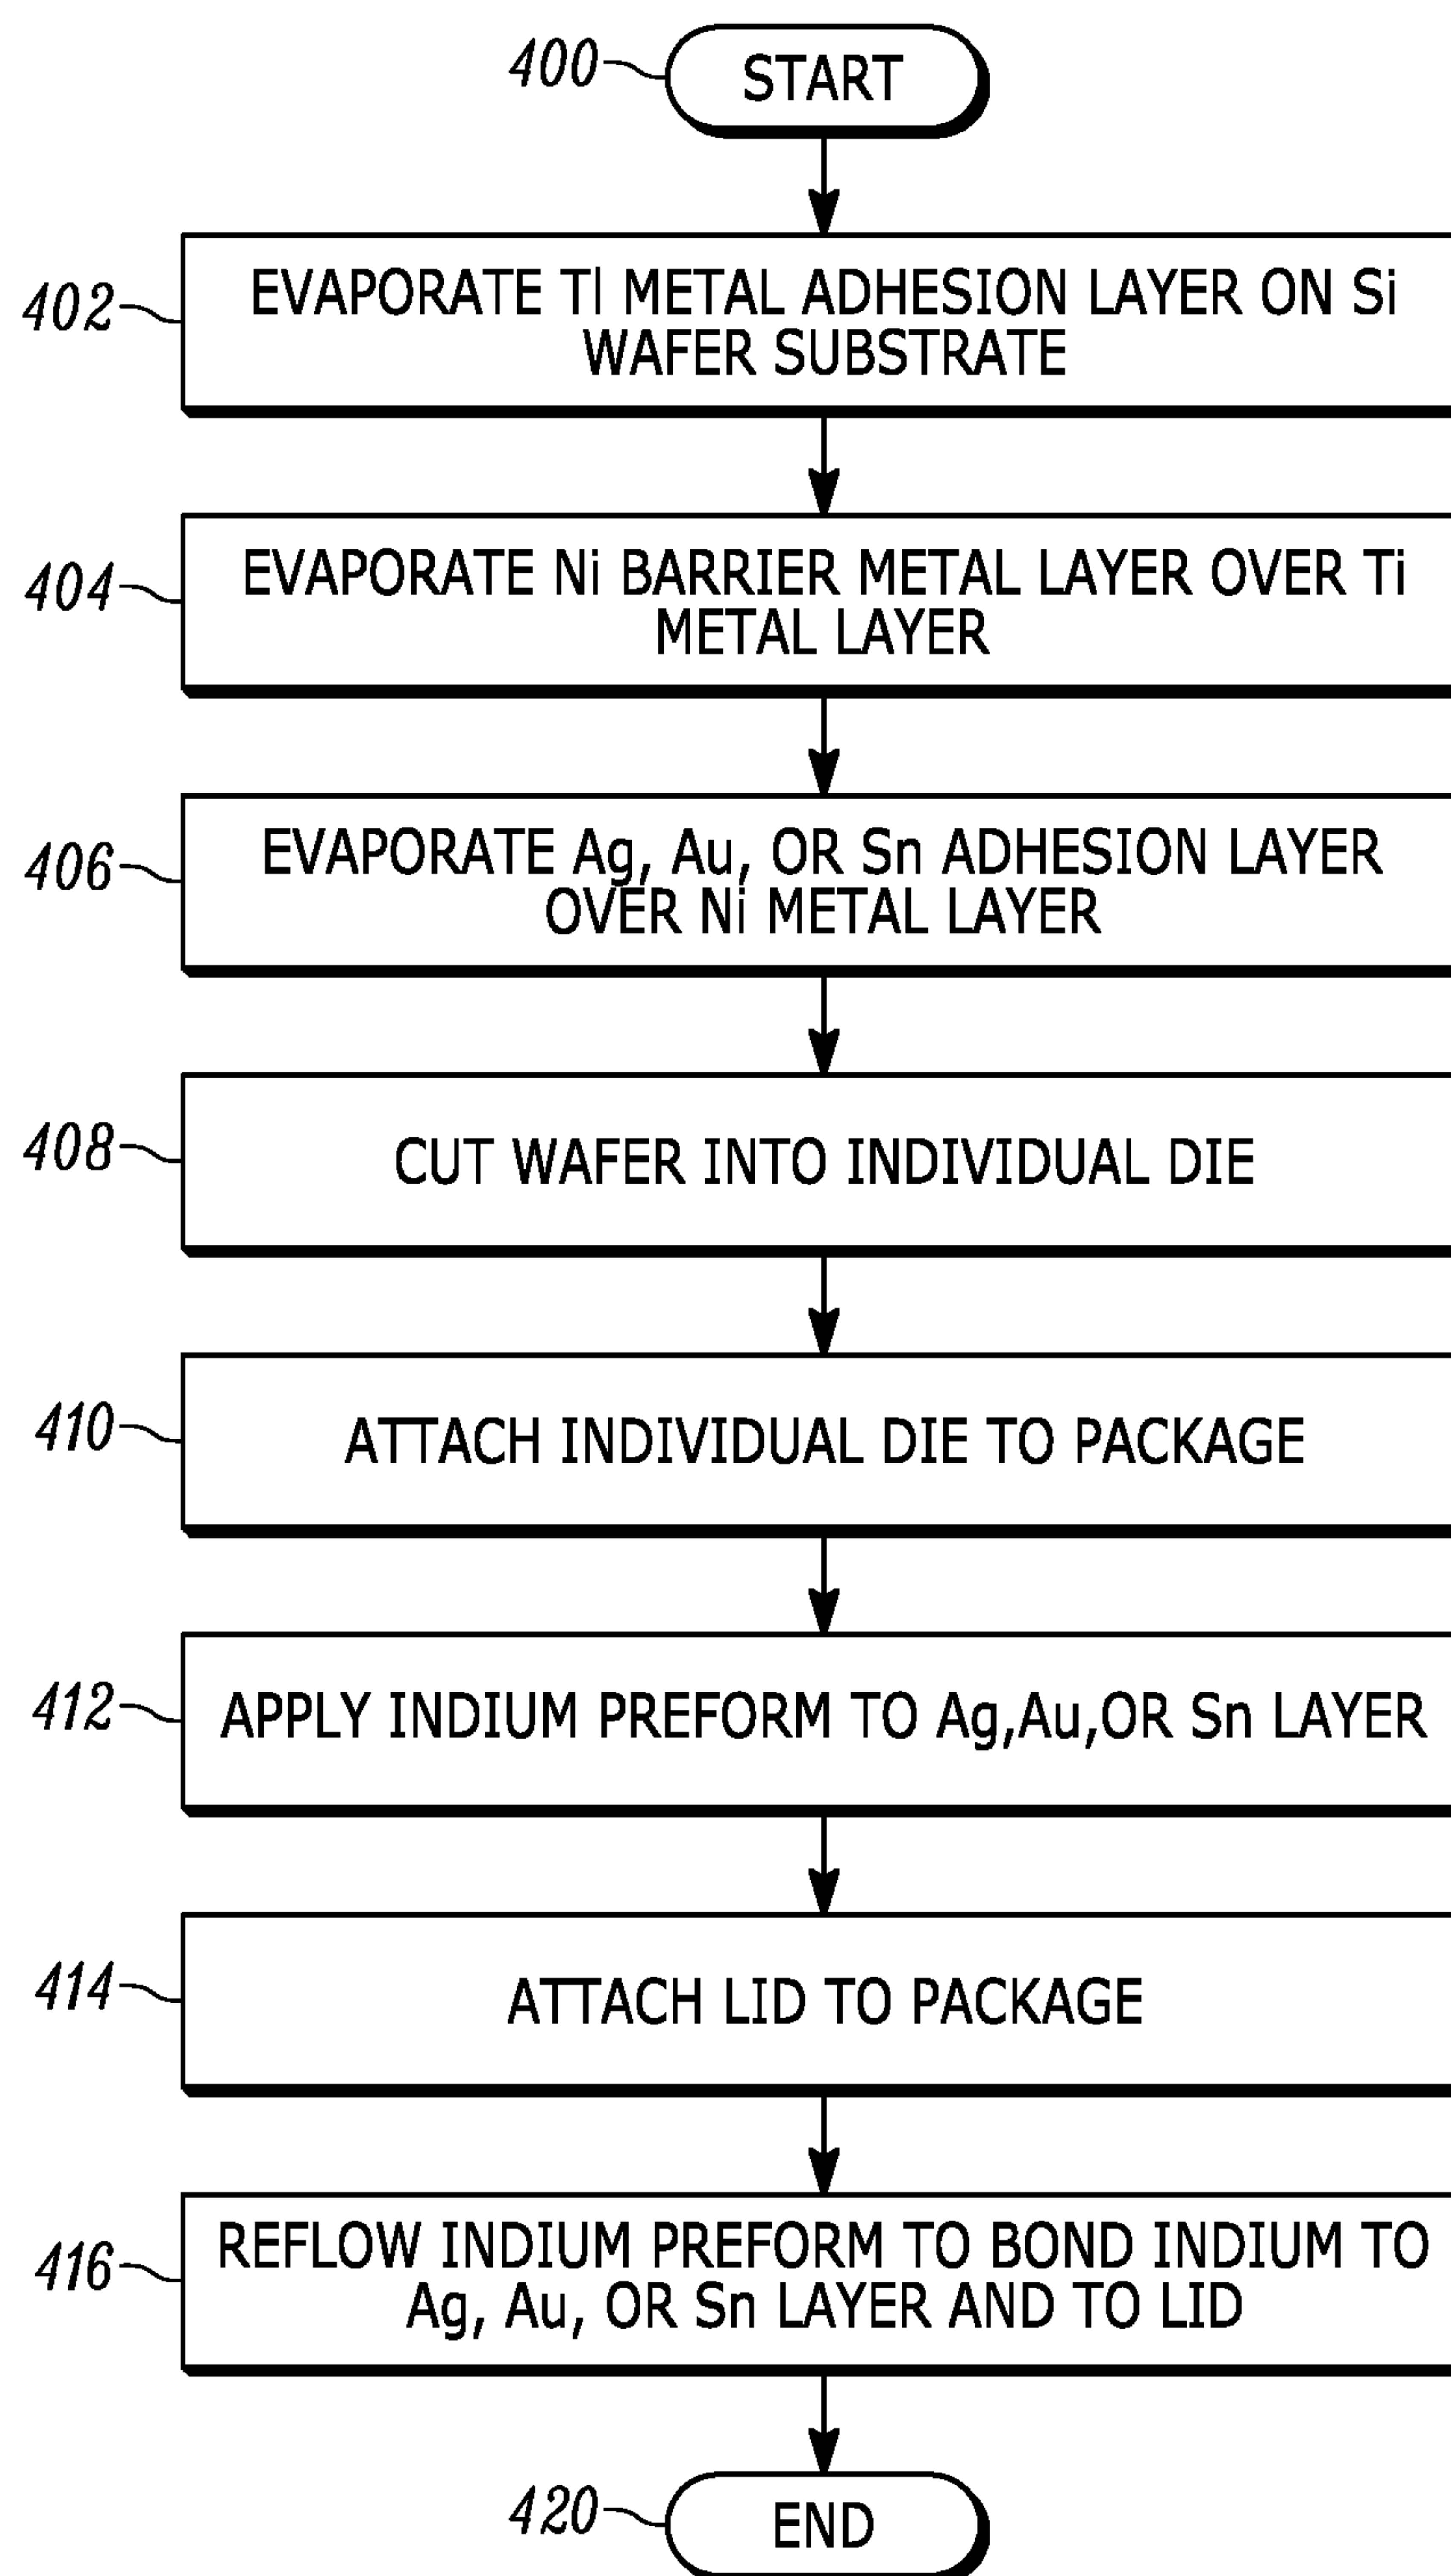 400 START
402 EVAPORATE Tl METAL ADHESION LAYER ON Si
WAFER SUBSTRATE
404 EVAPORATE Ni BARRIER METAL LAYER OVER Ti
METAL LAYER
406 EVAPORATE Ag, Au, OR Sn ADHESION LAYER
OVER Ni METAL LAYER
408 CUT WAFER INTO INDIVIDUAL DIE
410 ATTACH INDIVIDUAL DIE TO PACKAGE
412 APPLY INDIUM PREFORM TO Ag,Au,OR Sn LAYER
414 ATTACH LID TO PACKAGE
416 REFLOW INDIUM PREFORM TO BOND INDIUM TO
Ag, Au, OR Sn LAYER AND TO LID
420 END